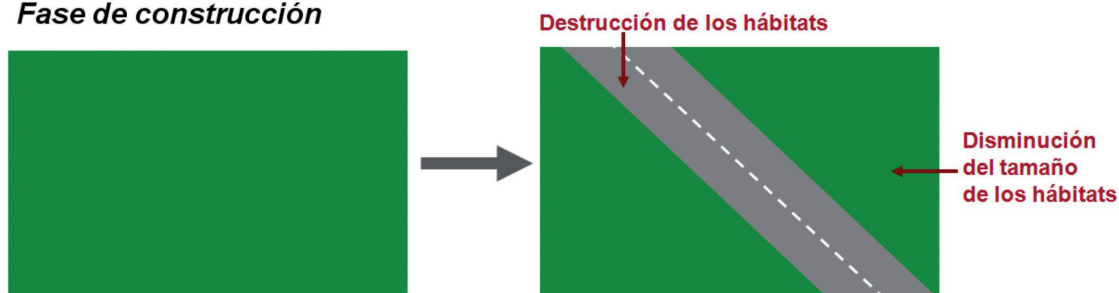 Fase de construcción
Destrucción de los hábitats
Disminución
del tamaño
de los hábitats